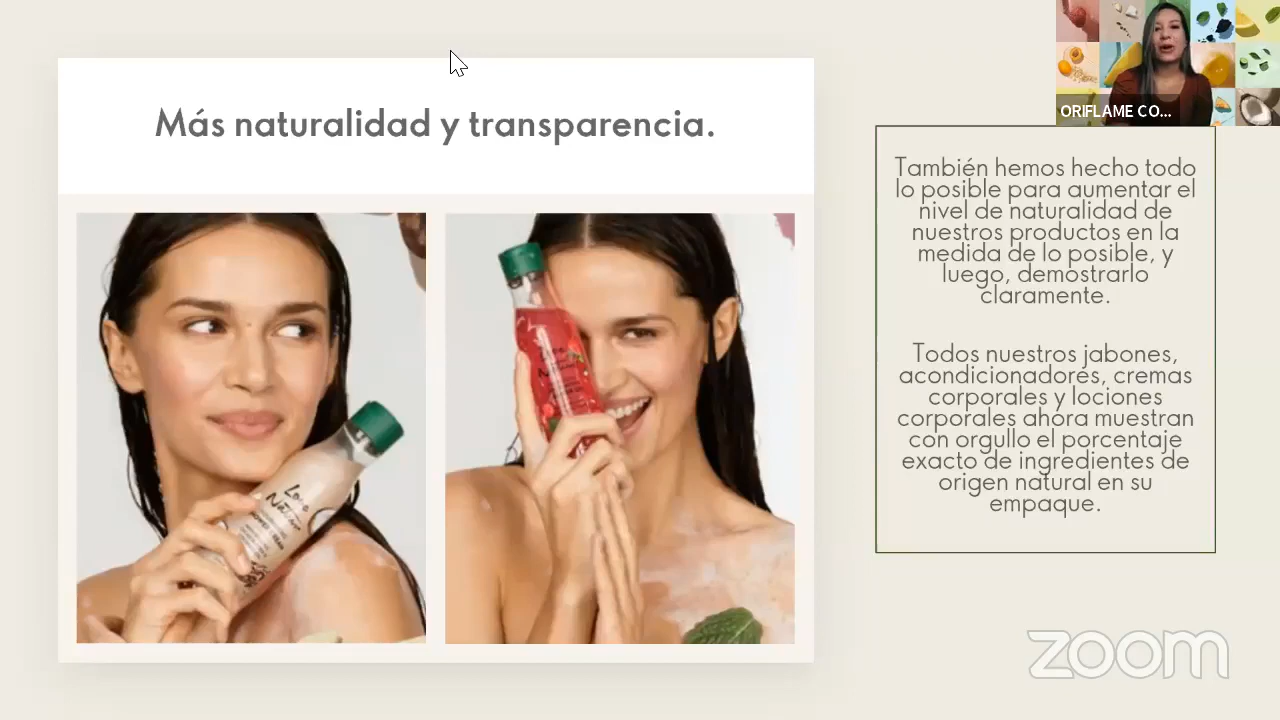 Más naturalidad y transparencia.
ORIFLAME CO...
También hemos hecho todo
lo posible para aumentar el
nivel de naturalidad de
nuestros productos en la
medida de lo posible, y
luego, demostrarlo
claramente.
Todos nuestros jabones,
acondicionadores, cremas
corporales y lociones
corporales ahora muestran
con orgullo el porcentaje
exacto de ingredientes de
origen natural en su
empaque.
Love
Nature
zoom